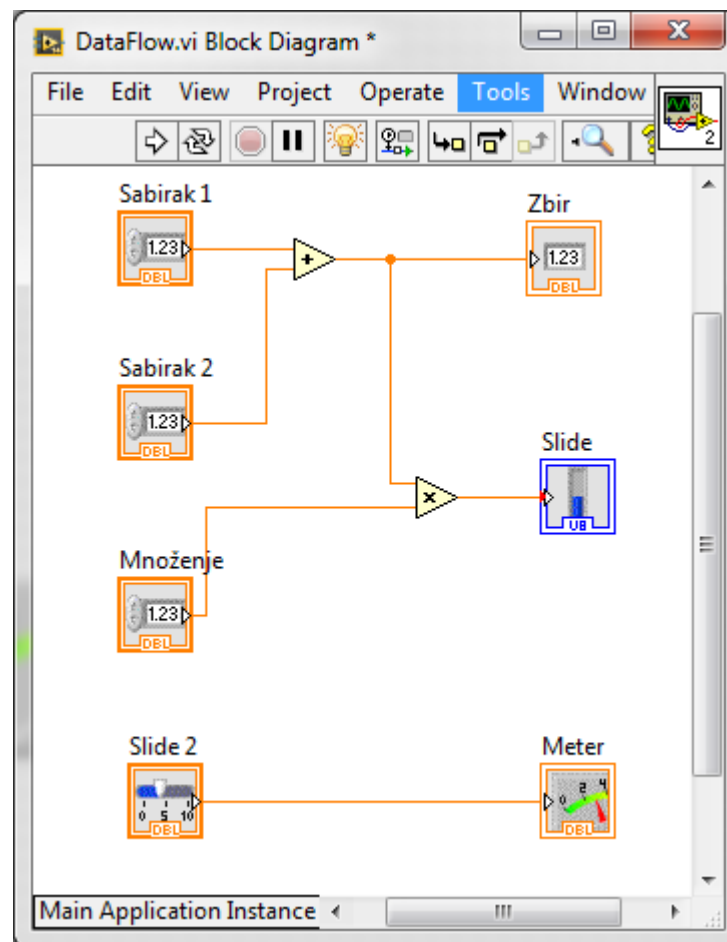 DataFlow.vi Block Diagram *
File Edit View Project Operate Tools Window
2
Sabirak 1
1.23
DBL
Zbir
1.23
DBL
Sabirak 2
1.23
DBL
Slide
U8
Množenje
1.23
DBL
Slide 2
0 5 10
DBL
Meter
0 2 4
DBL
Main Application Instance